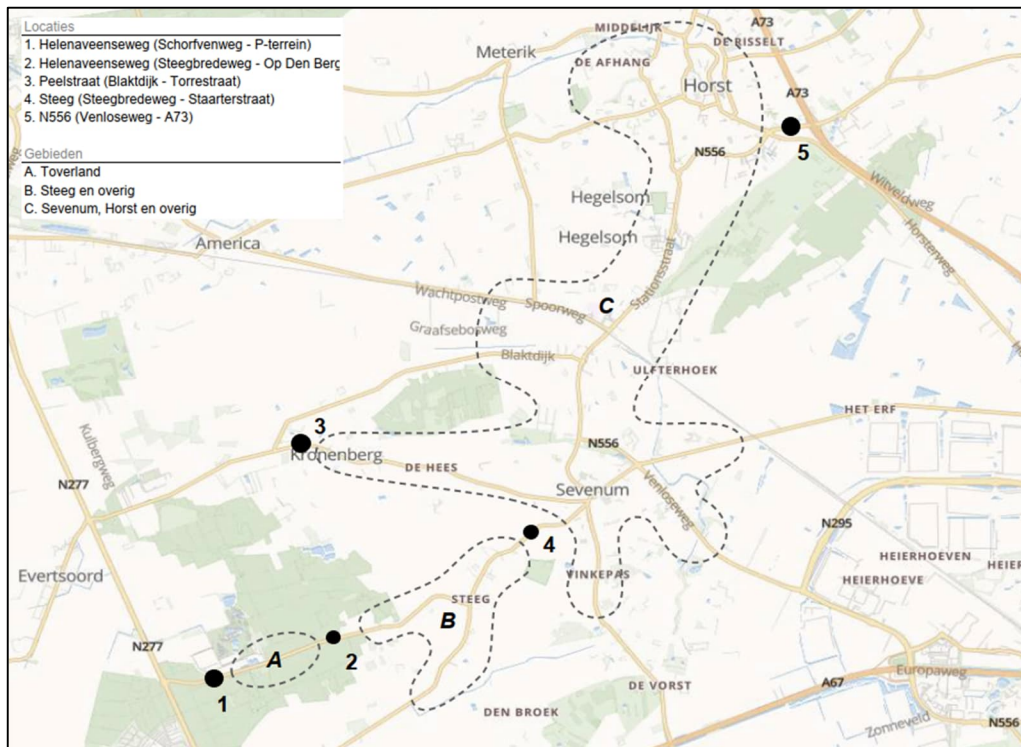 Locaties
1. Helenaveenseweg (Schorfvenweg - P-terrein)
2. Helenaveenseweg (Steegbredeweg - Op Den Berg
3. Peelstraat (Blaktdijk - Torrestraat)
4. Steeg (Steegbredeweg - Staarterstraat)
5. N556 (Venloseweg - A73)
Gebieden
A. Toverland
B. Steeg en overig
C. Sevenum, Horst en overig
MIDDELIJK
A73
DE RISSELT
Meterik
DE AFHANG
Horst
A73
5
N556
Witveldweg
Hegelsom
Hegelsom
Horsterweg
America
Stationsstraat
Wachtpostweg
Spoorweg
C
Graafseboswg
Blaktdijk
ULFTERHOEK
HET ERF
3
Kronenberg
N556
Kulbergweg
DE HEES
N277
Sevenum
Venloseweg
N295
4
HEIERHOEVEN
HEIER
Evertsoord
VINKEPAS
HEIERHOEVE
STEEG
B
N277
A
2
Europaweg
1
DE VORST
A67
DE BROEK
Zonneveld
N556